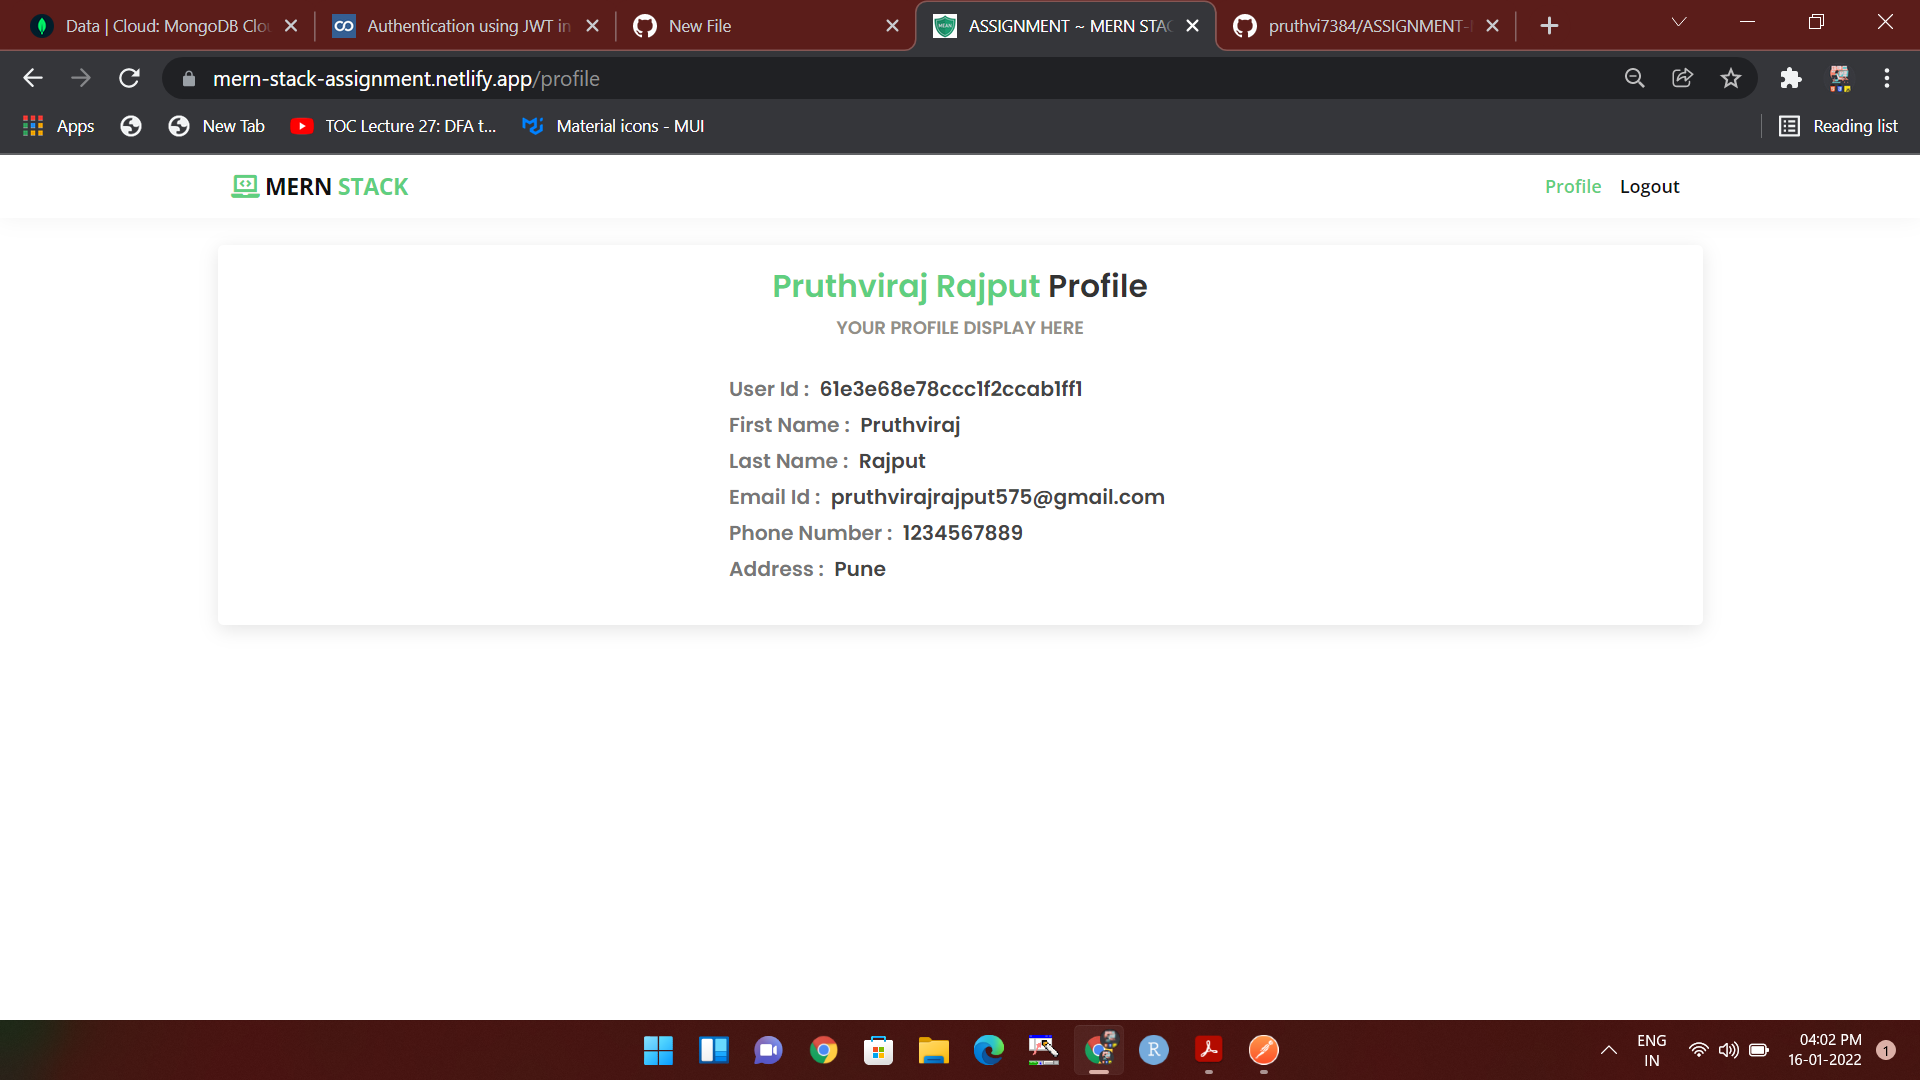 Data | Cloud: MongoDB Clo
Authentication using JWT in
New File
ASSIGNMENT ~ MERN STAC
pruthvi7384/ASSIGNMENT-
mern-stack-assignment.netlify.app/profile
Apps
New Tab
TOC Lecture 27: DFA t...
Material icons - MUI
Reading list
MERN STACK
Profile
Logout
Pruthviraj Rajput Profile
YOUR PROFILE DISPLAY HERE
User Id : 61e3e68e78ccc1f2ccab1ff1
First Name : Pruthviraj
Last Name : Rajput
Email Id : pruthvirajrajput575@gmail.com
Phone Number : 1234567889
Address : Pune
ENG
IN
04:02 PM
16-01-2022
1